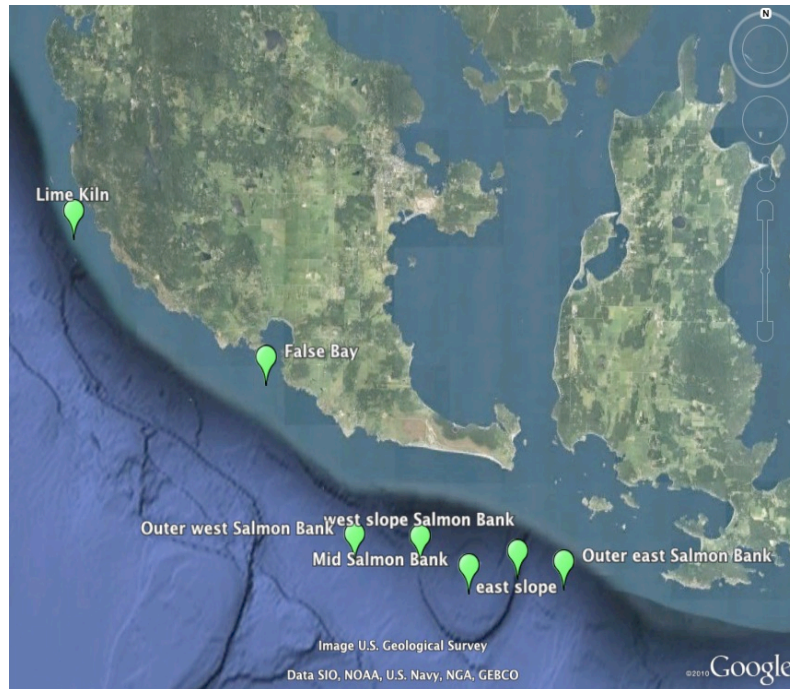 N
Lime Kiln
False Bay
west slope Salmon Bank
Outer west Salmon Bank
Mid Salmon Bank
Outer east Salmon Bank
east slope
Image U.S. Geological Survey
Data SIO, NOAA, U.S. Navy, NGA, GEBCO
©2010 Google